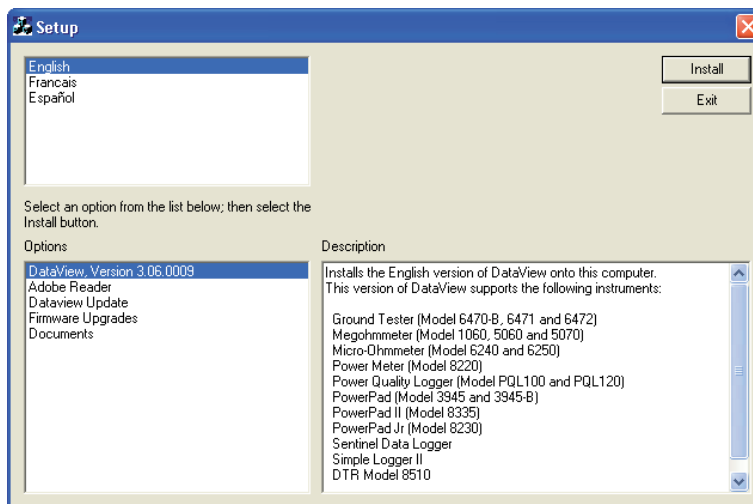 Setup
English
Francais
Español
Install
Exit
Select an option from the list below; then select the
Install button.
Options
DataView, Version 3.06.0009
Adobe Reader
Dataview Update
Firmware Upgrades
Documents
Description
Installs the English version of DataView onto this computer.
This version of DataView supports the following instruments:
Ground Tester (Model 6470-B, 6471 and 6472)
Megohmmeter (Model 1060, 5060 and 5070)
Micro-Ohmmeter (Model 6240 and 6250)
Power Meter (Model 8220)
Power Quality Logger (Model PQL100 and PQL120)
PowerPad (Model 3945 and 3945-B)
PowerPad II (Model 8335)
PowerPad Jr (Model 8230)
Sentinel Data Logger
Simple Logger II
DTR Model 8510